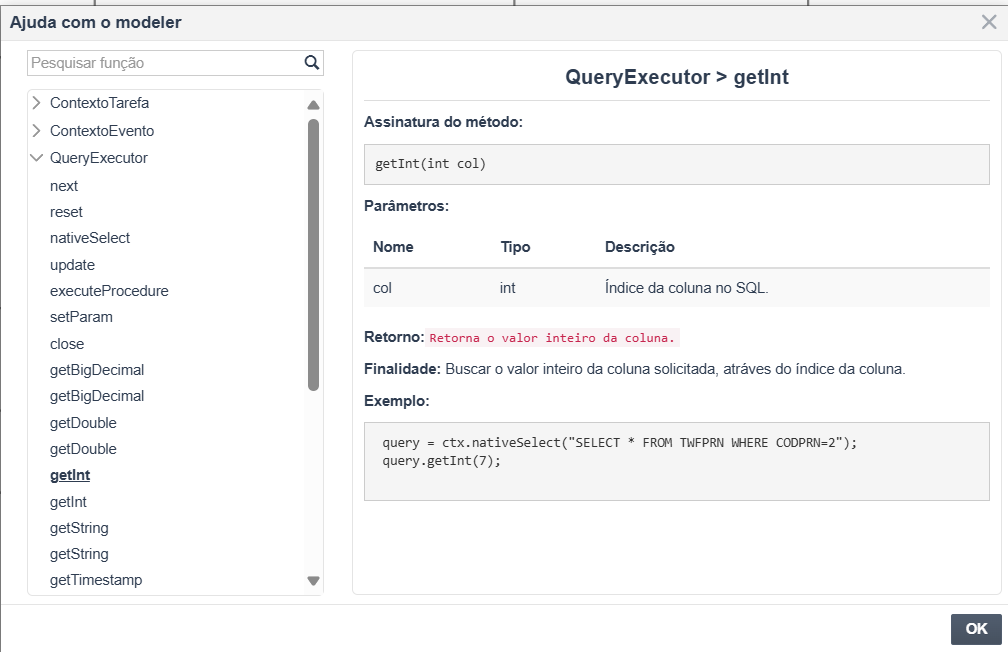 Ajuda com o modeler
Pesquisar função
ContextoTarefa
ContextoEvento
QueryExecutor
next
reset
nativeSelect
update
executeProcedure
setParam
close
getBigDecimal
getBigDecimal
getDouble
getDouble
getInt
getInt
getString
getString
getTimestamp
QueryExecutor > getInt
Assinatura do método:
getInt(int col)
Parâmetros:
Nome Tipo Descrição
col int Índice da coluna no SQL.
Retorno: Retorna o valor inteiro da coluna.
Finalidade: Buscar o valor inteiro da coluna solicitada, atráves do índice da coluna.
Exemplo:
query = ctx.nativeSelect("SELECT * FROM TWFPRN WHERE CODPRN=2");
query.getInt(7);
OK